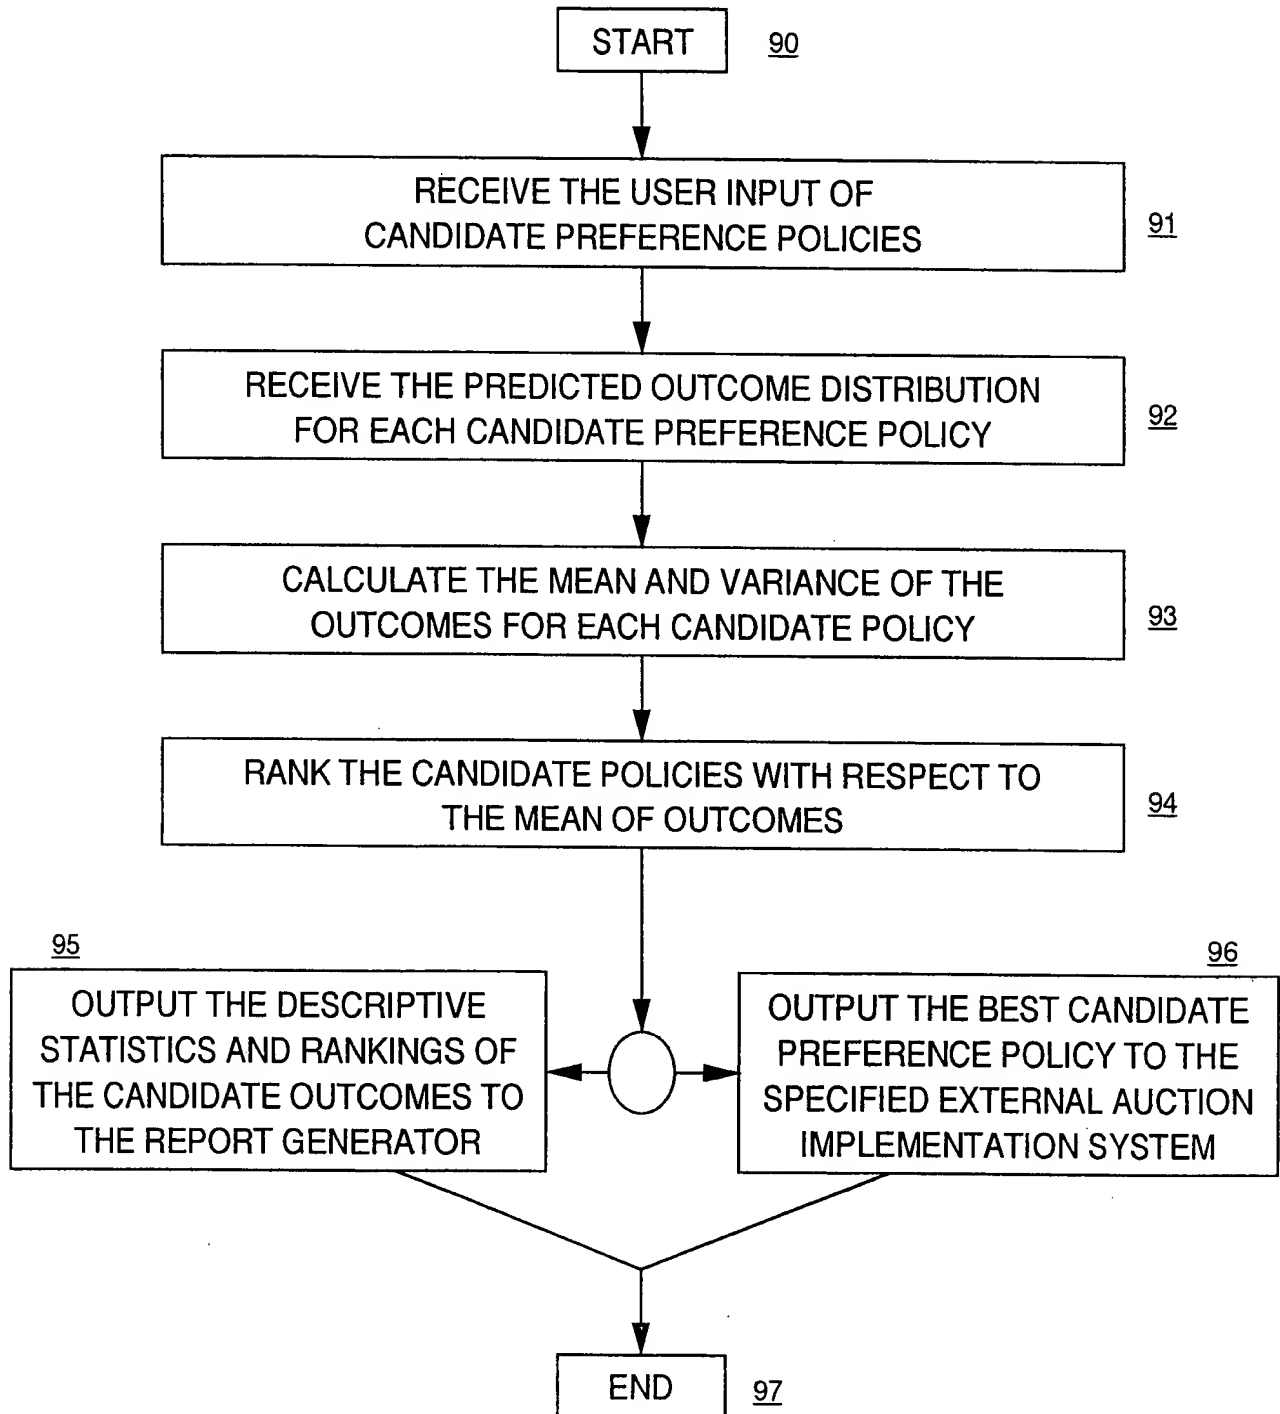 START
90
RECEIVE THE USER INPUT OF
CANDIDATE PREFERENCE POLICIES
91
RECEIVE THE PREDICTED OUTCOME DISTRIBUTION
FOR EACH CANDIDATE PREFERENCE POLICY
92
CALCULATE THE MEAN AND VARIANCE OF THE
OUTCOMES FOR EACH CANDIDATE POLICY
93
RANK THE CANDIDATE POLICIES WITH RESPECT TO
THE MEAN OF OUTCOMES
94
95
OUTPUT THE DESCRIPTIVE
STATISTICS AND RANKINGS OF
THE CANDIDATE OUTCOMES TO
THE REPORT GENERATOR
96
OUTPUT THE BEST CANDIDATE
PREFERENCE POLICY TO THE
SPECIFIED EXTERNAL AUCTION
IMPLEMENTATION SYSTEM
END
97